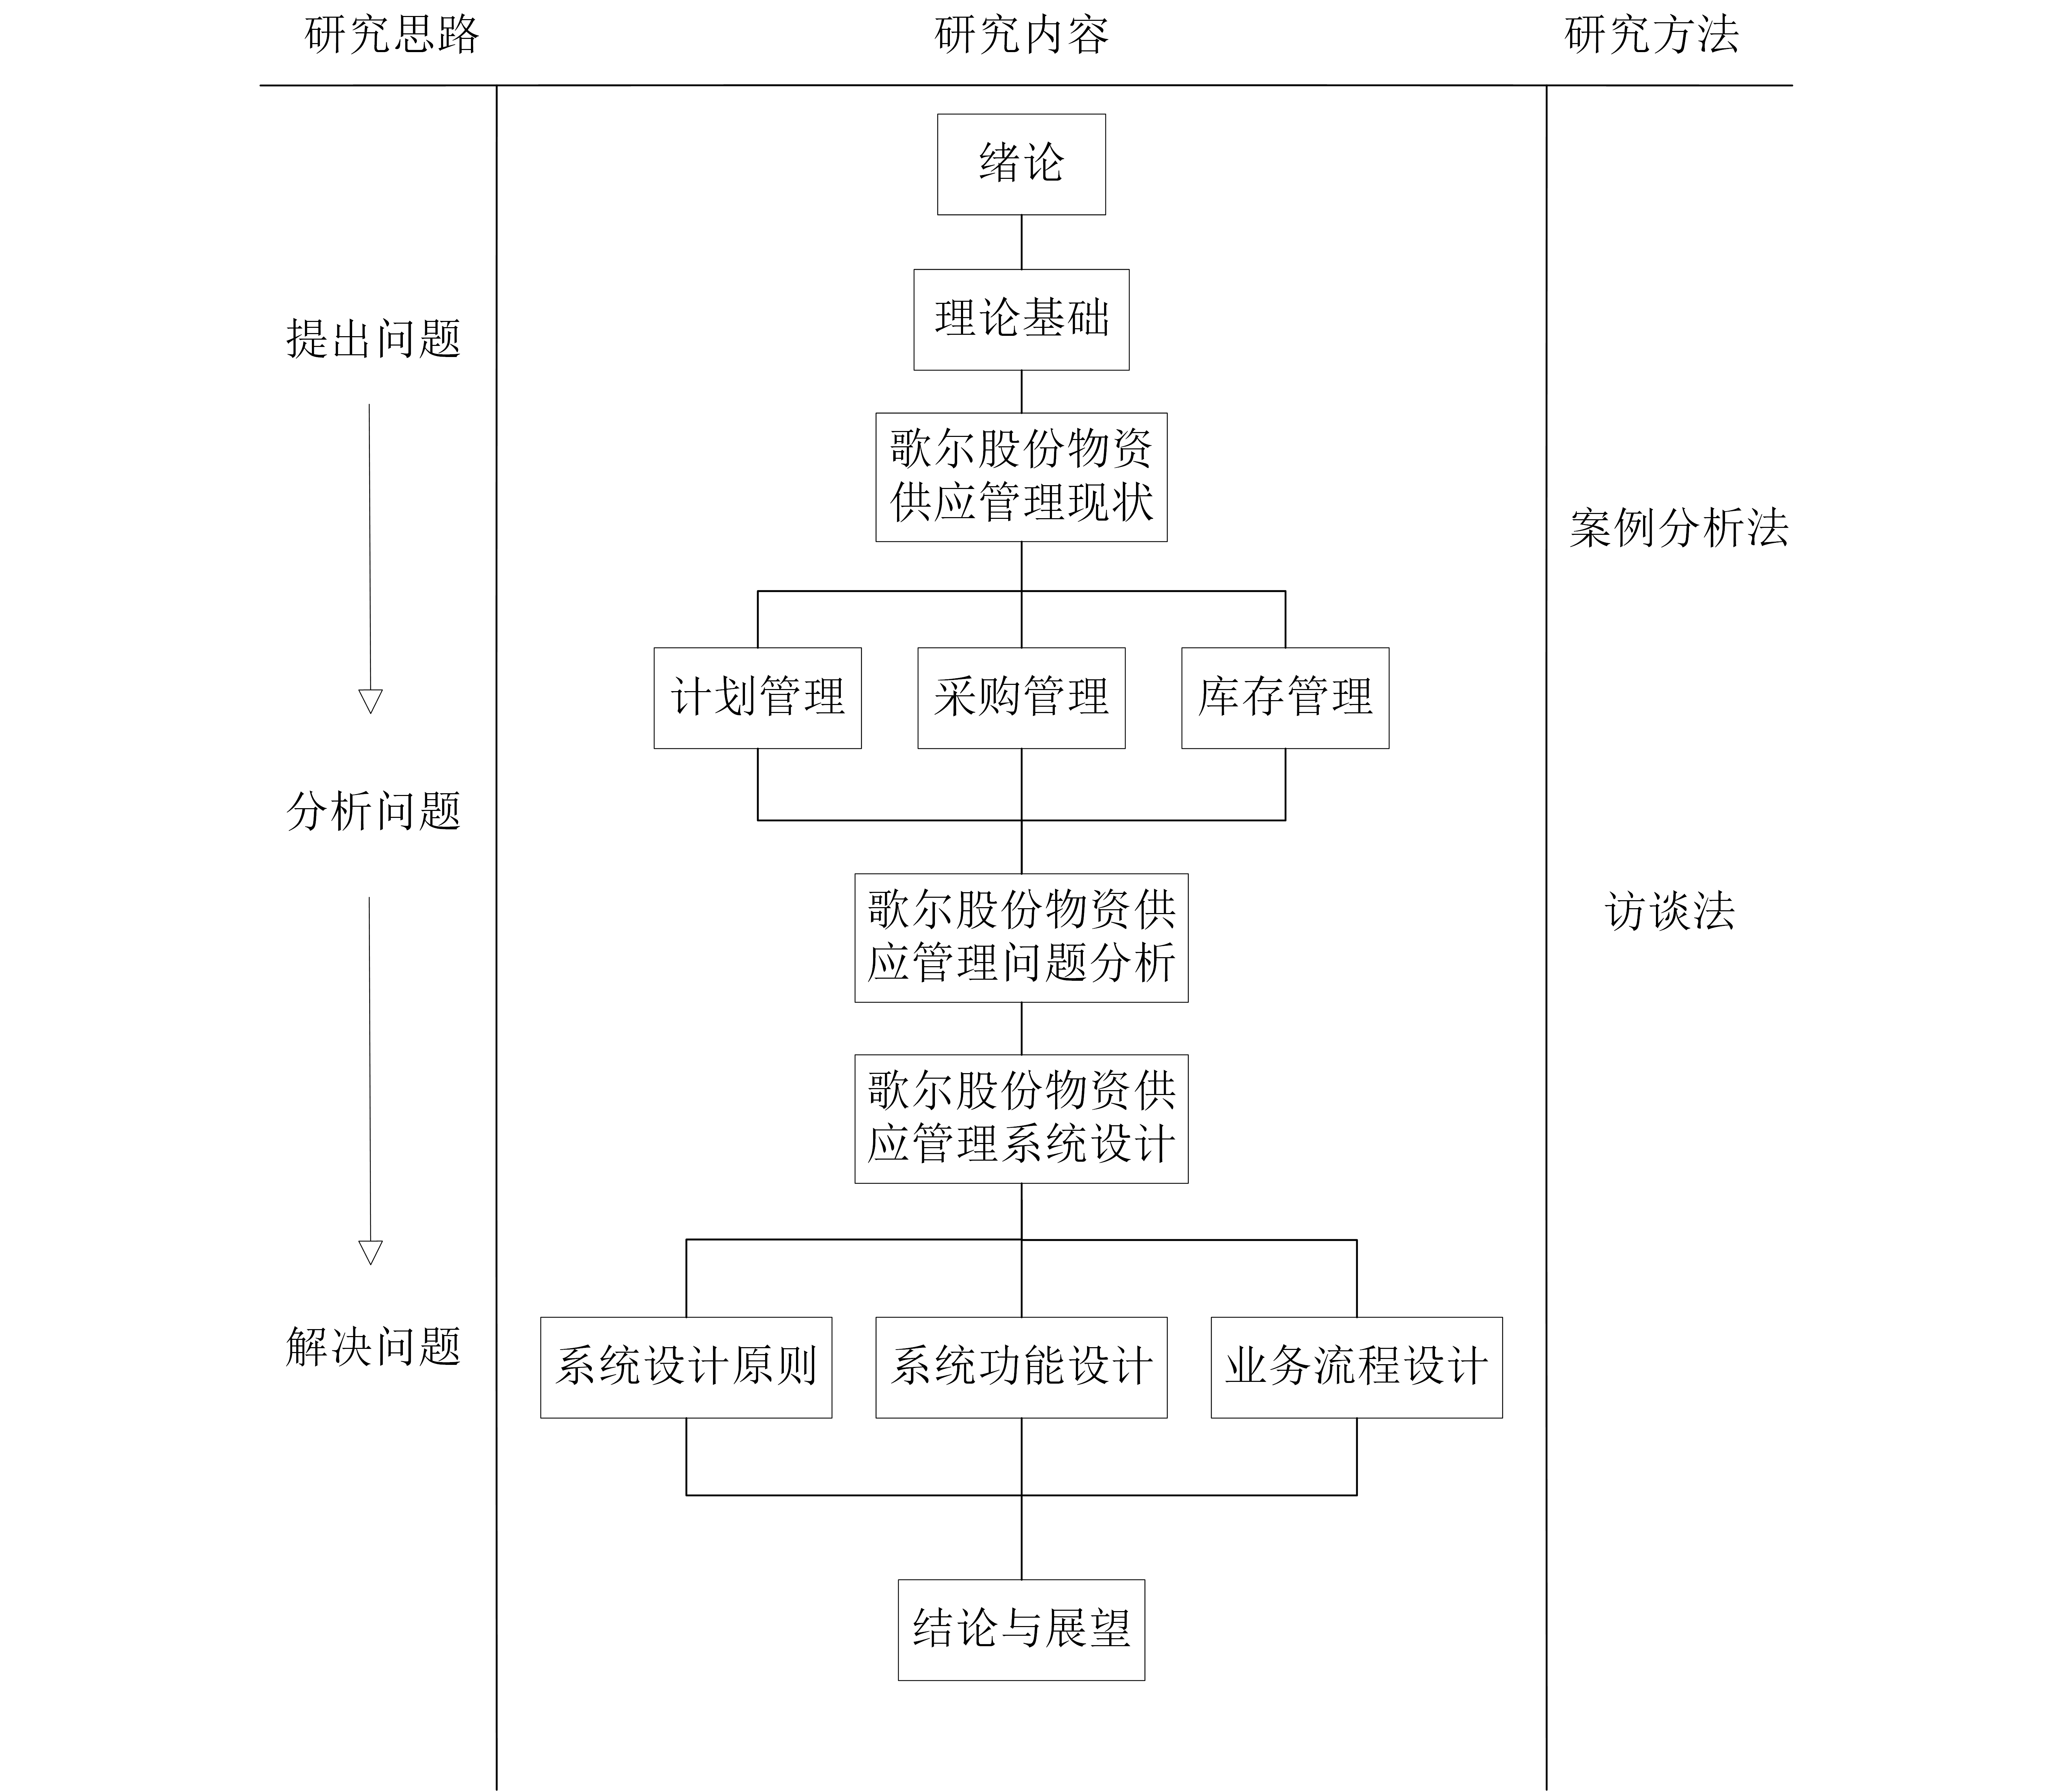 研究思路
研究内容
研究方法
绪论
理论基础
提出问题
歌尔股份物资
供应管理现状
案例分析法
计划管理
采购管理
库存管理
分析问题
歌尔股份物资供
应管理问题分析
访谈法
歌尔股份物资供
应管理系统设计
解决问题
系统设计原则
系统功能设计
业务流程设计
结论与展望